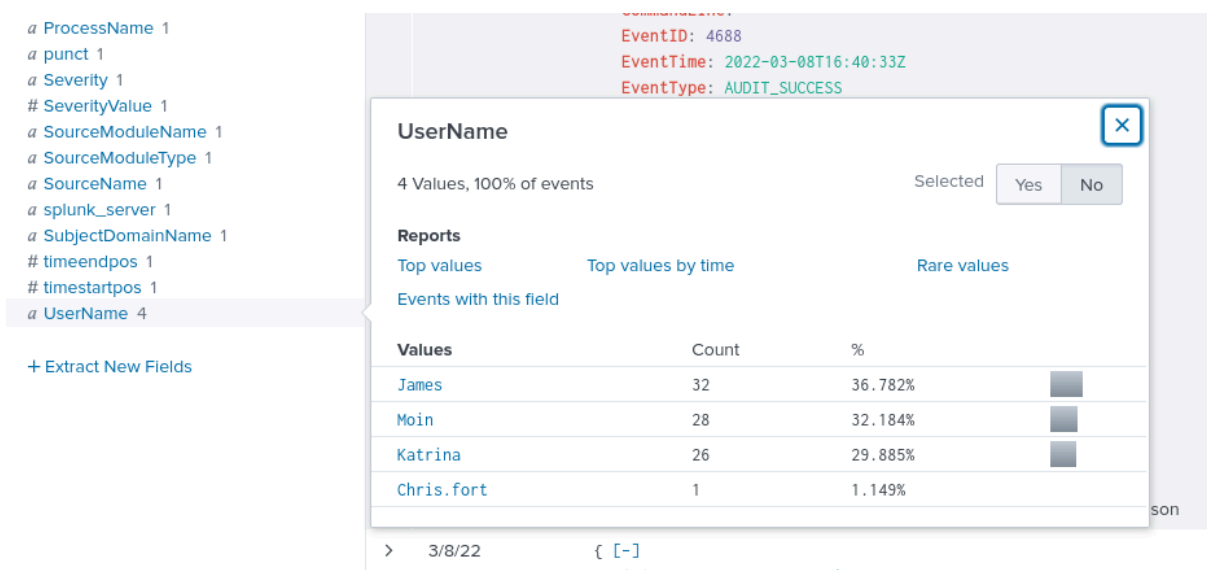 a ProcessName 1
a punct 1
a Severity 1
# SeverityValue 1
a SourceModuleName 1
a SourceModuleType 1
a SourceName 1
a splunk_server 1
a SubjectDomainName 1
# timeendpos 1
# timestartpos 1
a UserName 4
+ Extract New Fields
CommandLine:
EventID: 4688
EventTime: 2022-03-08T16:40:33Z
EventType: AUDIT_SUCCESS
UserName
4 Values, 100% of events
Selected Yes No
Reports
Top values Top values by time Rare values
Events with this field
Values Count %
James 32 36.782%
Moin 28 32.184%
Katrina 26 29.885%
Chris.fort 1 1.149%
son
> 3/8/22 { [-]